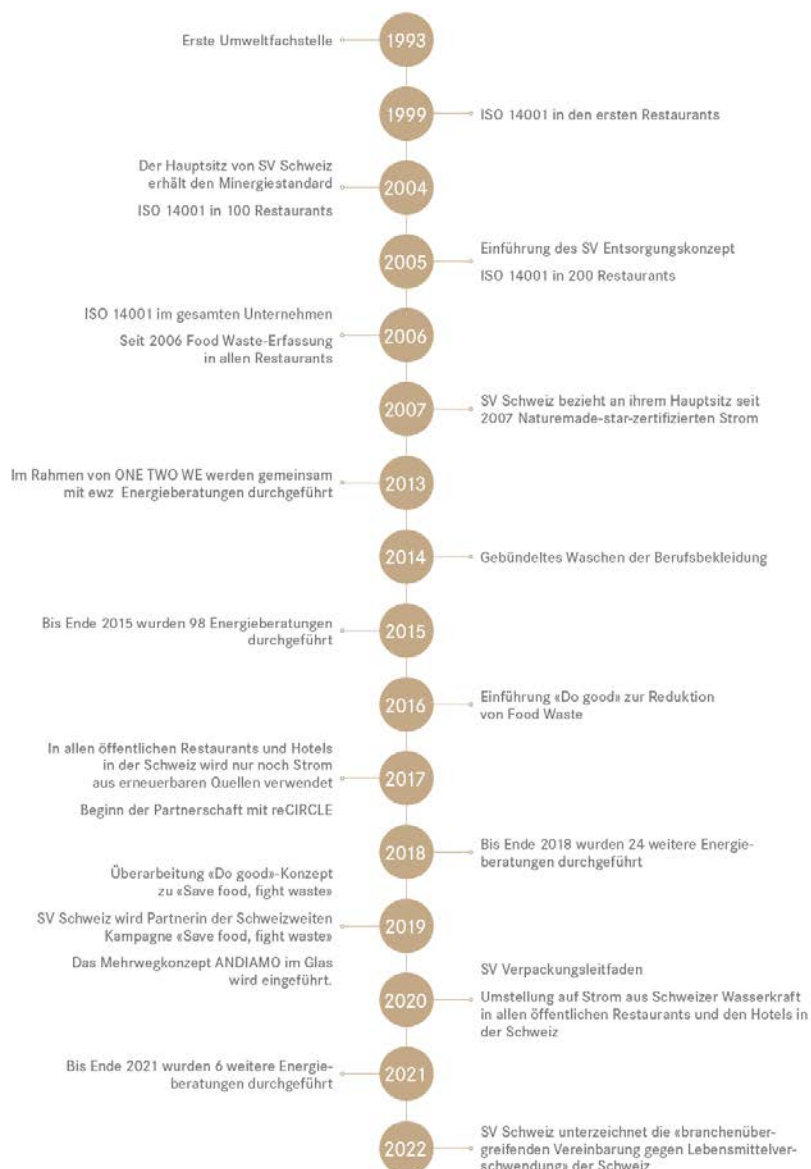 Erste Umweltfachstelle
1993
1999
ISO 14001 in den ersten Restaurants
Der Hauptsitz von SV Schweiz
erhält den Minergiestandard
ISO 14001 in 100 Restaurants
2004
2005
Einführung des SV Entsorgungskonzept
ISO 14001 in 200 Restaurants
ISO 14001 im gesamten Unternehmen
Seit 2006 Food Waste-Erfassung
in allen Restaurants
2006
2007
SV Schweiz bezieht an ihrem Hauptsitz seit
2007 Naturemade-star-zertifizierten Strom
Im Rahmen von ONE TWO WE werden gemeinsam
mit ewz Energieberatungen durchgeführt
2013
2014
Gebündeltes Waschen der Berufsbekleidung
Bis Ende 2015 wurden 98 Energieberatungen
durchgeführt
2015
2016
Einführung «Do good» zur Reduktion
von Food Waste
In allen öffentlichen Restaurants und Hotels
in der Schweiz wird nur noch Strom
aus erneuerbaren Quellen verwendet
Beginn der Partnerschaft mit reCIRCLE
2017
2018
Bis Ende 2018 wurden 24 weitere Energie-
beratungen durchgeführt
Überarbeitung «Do good»-Konzept
zu «Save food, fight waste»
SV Schweiz wird Partnerin der Schweizweiten
Kampagne «Save food, fight waste»
Das Mehrwegkonzept ANDIAMO im Glas
wird eingeführt.
2019
2020
SV Verpackungsleitfaden
Umstellung auf Strom aus Schweizer Wasserkraft
in allen öffentlichen Restaurants und den Hotels in
der Schweiz
Bis Ende 2021 wurden 6 weitere Energie-
beratungen durchgeführt
2021
2022
SV Schweiz unterzeichnet die «branchenüber-
greifenden Vereinbarung gegen Lebensmittelver-
schwendung» der Schweiz